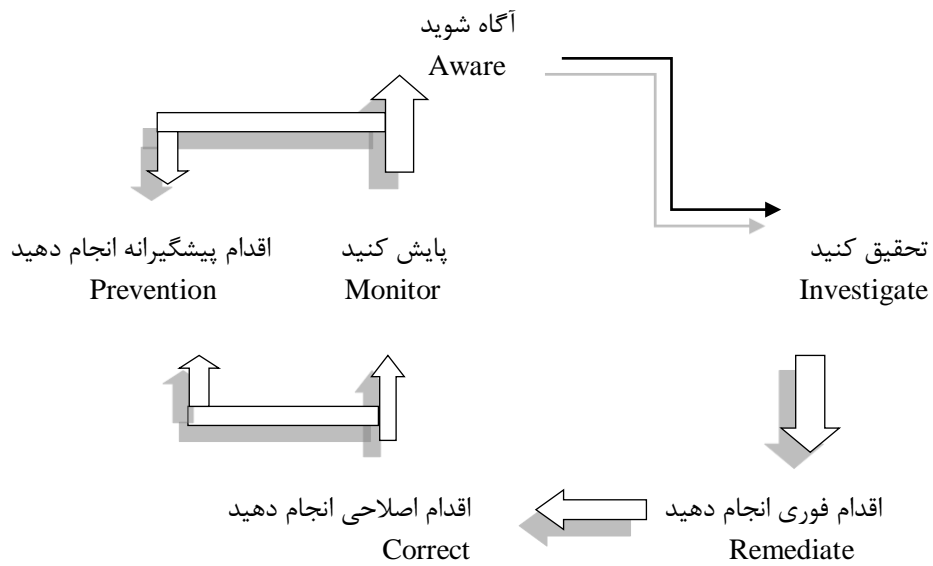 آگاه شوید
Aware
اقدام پیشگیرانه انجام دهید
Prevention
پایش کنید
Monitor
تحقیق کنید
Investigate
اقدام اصلاحی انجام دهید
Correct
اقدام فوری انجام دهید
Remediate